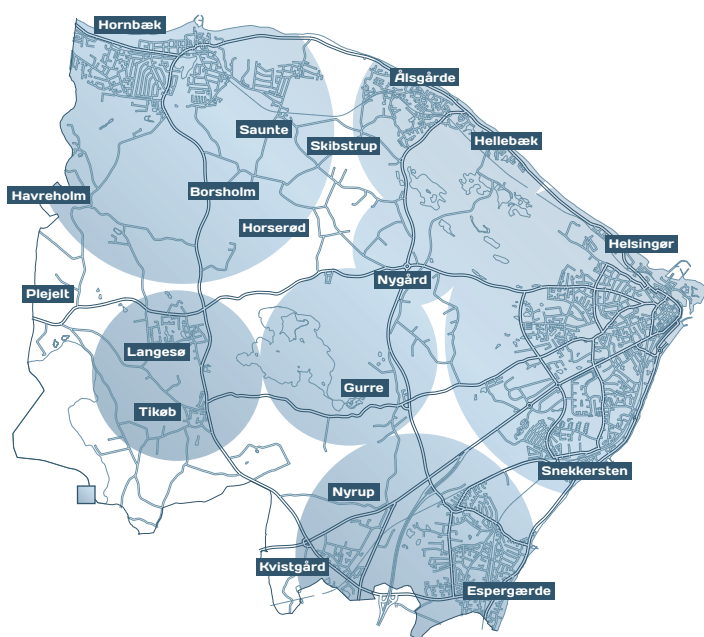 Hornbæk
Ålsgårde
Saunte
Skibstrup
Hellebæk
Havreholm
Borsholm
Horserød
Helsingør
Nygård
Plejelt
Langesø
Gurre
Tikøb
Snekkersten
Nyrup
Kvistgård
Espergærde